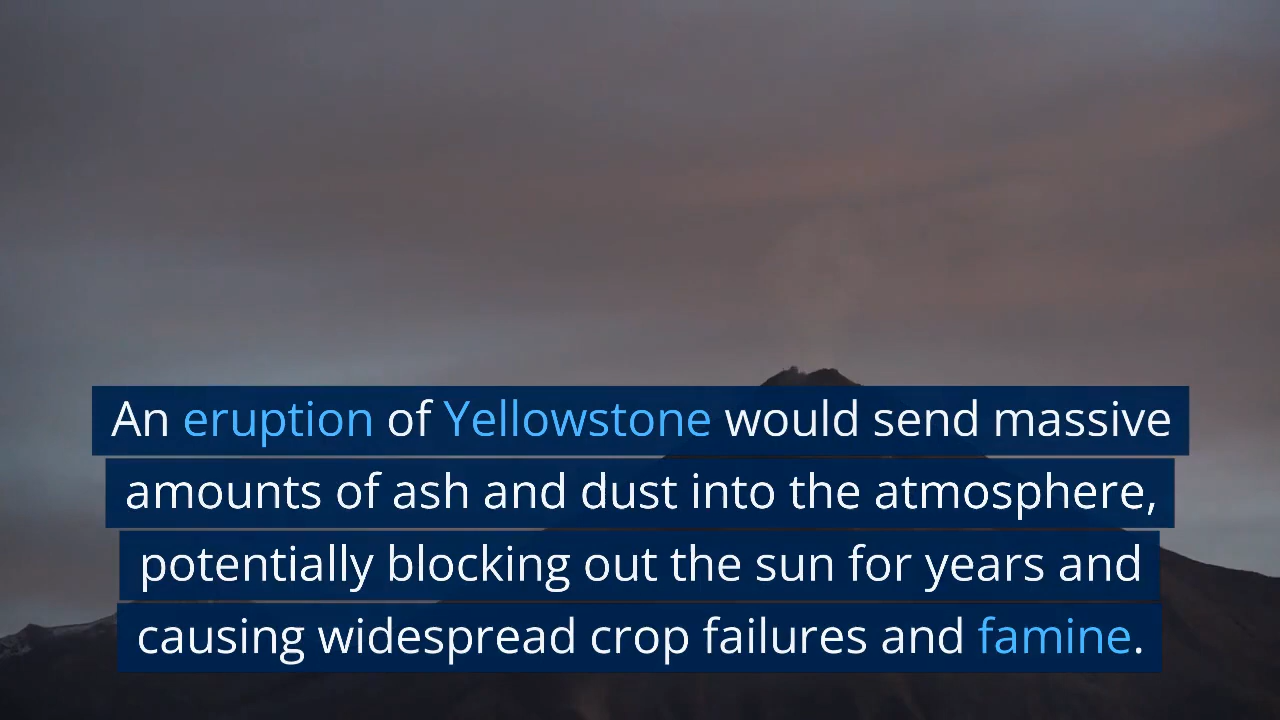 An eruption of Yellowstone would send massive
amounts of ash and dust into the atmosphere,
potentially blocking out the sun for years and
causing widespread crop failures and famine.